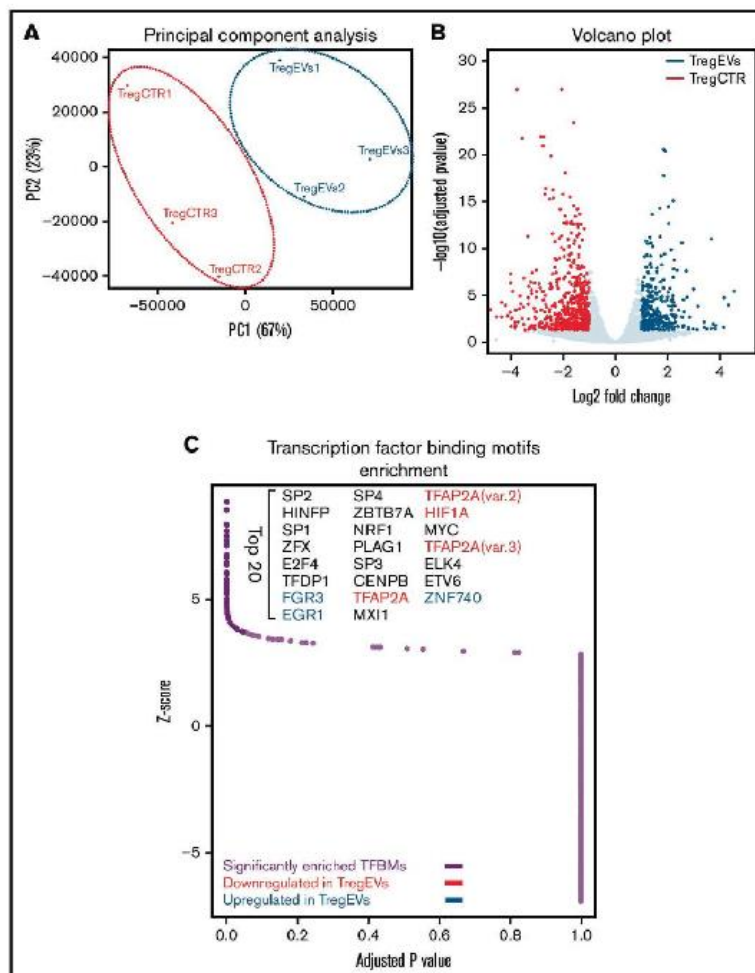 A
Principal component analysis
40000
20000
0
−20000
−40000
PC2 (23%)
TregCTR1
TregCTR3
TregCTR2
TregEVs1
TregEVs3
TregEVs2
−50000
0
50000
PC1 (67%)
B
Volcano plot
TregEVs
TregCTR
30
25
20
15
10
5
0
−log10(adjusted pvalue)
−4
−2
0
2
4
Log2 fold change
C
Transcription factor binding motifs
enrichment
Top 20
SP2 SP4 TFAP2A(var.2)
HINFP ZBTB7A HIF1A
SP1 NRF1 MYC
ZFX PLAG1 TFAP2A(var.3)
E2F4 SP3 ELK4
TFDP1 CENPB ETV6
FGR3 TFAP2A ZNF740
EGR1 MXI1
5
0
−5
Z-score
Significantly enriched TFBMs
Downregulated in TregEVs
Upregulated in TregEVs
0.0
0.2
0.4
0.6
0.8
1.0
Adjusted P value